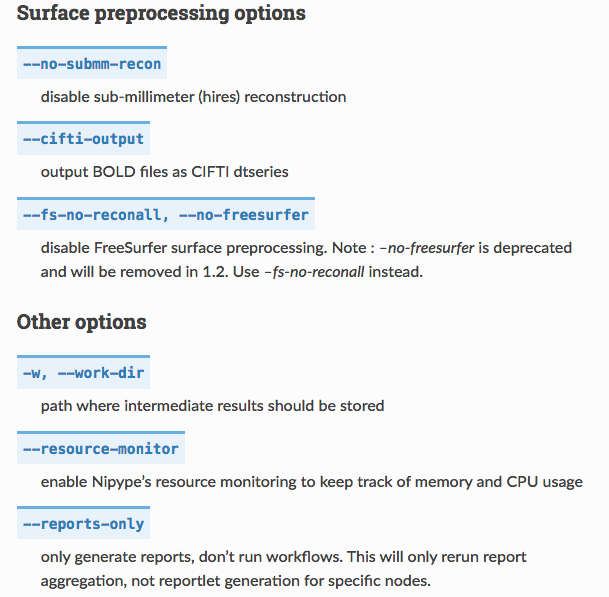 Surface preprocessing options
--no-submm-recon
disable sub-millimeter (hires) reconstruction
--cifti-output
output BOLD files as CIFTI dtseries
--fs-no-reconall, --no-freesurfer
disable FreeSurfer surface preprocessing. Note : –no-freesurfer is deprecated
and will be removed in 1.2. Use –fs-no-reconall instead.
Other options
-w, --work-dir
path where intermediate results should be stored
--resource-monitor
enable Nipype’s resource monitoring to keep track of memory and CPU usage
--reports-only
only generate reports, don’t run workflows. This will only rerun report
aggregation, not reportlet generation for specific nodes.